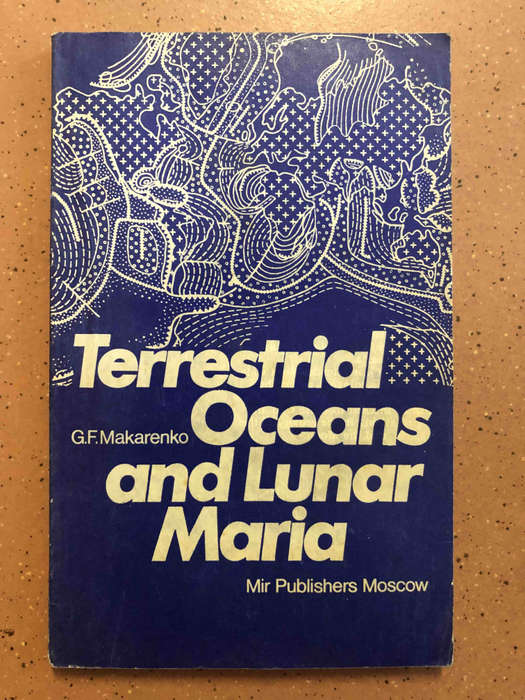 Terrestrial
G.F.Makarenko Oceans
and Lunar
Maria
Mir Publishers Moscow